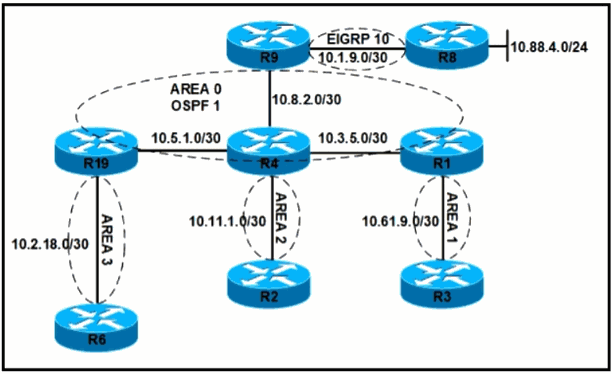 EIGRP 10
R9
10.1.9.0/30
R8
10.88.4.0/24
AREA 0
OSPF 1
10.8.2.0/30
10.5.1.0/30
10.3.5.0/30
R19
R4
R1
10.2.18.0/30
AREA 3
10.11.1.0/30
AREA 2
10.61.9.0/30
AREA 1
R6
R2
R3